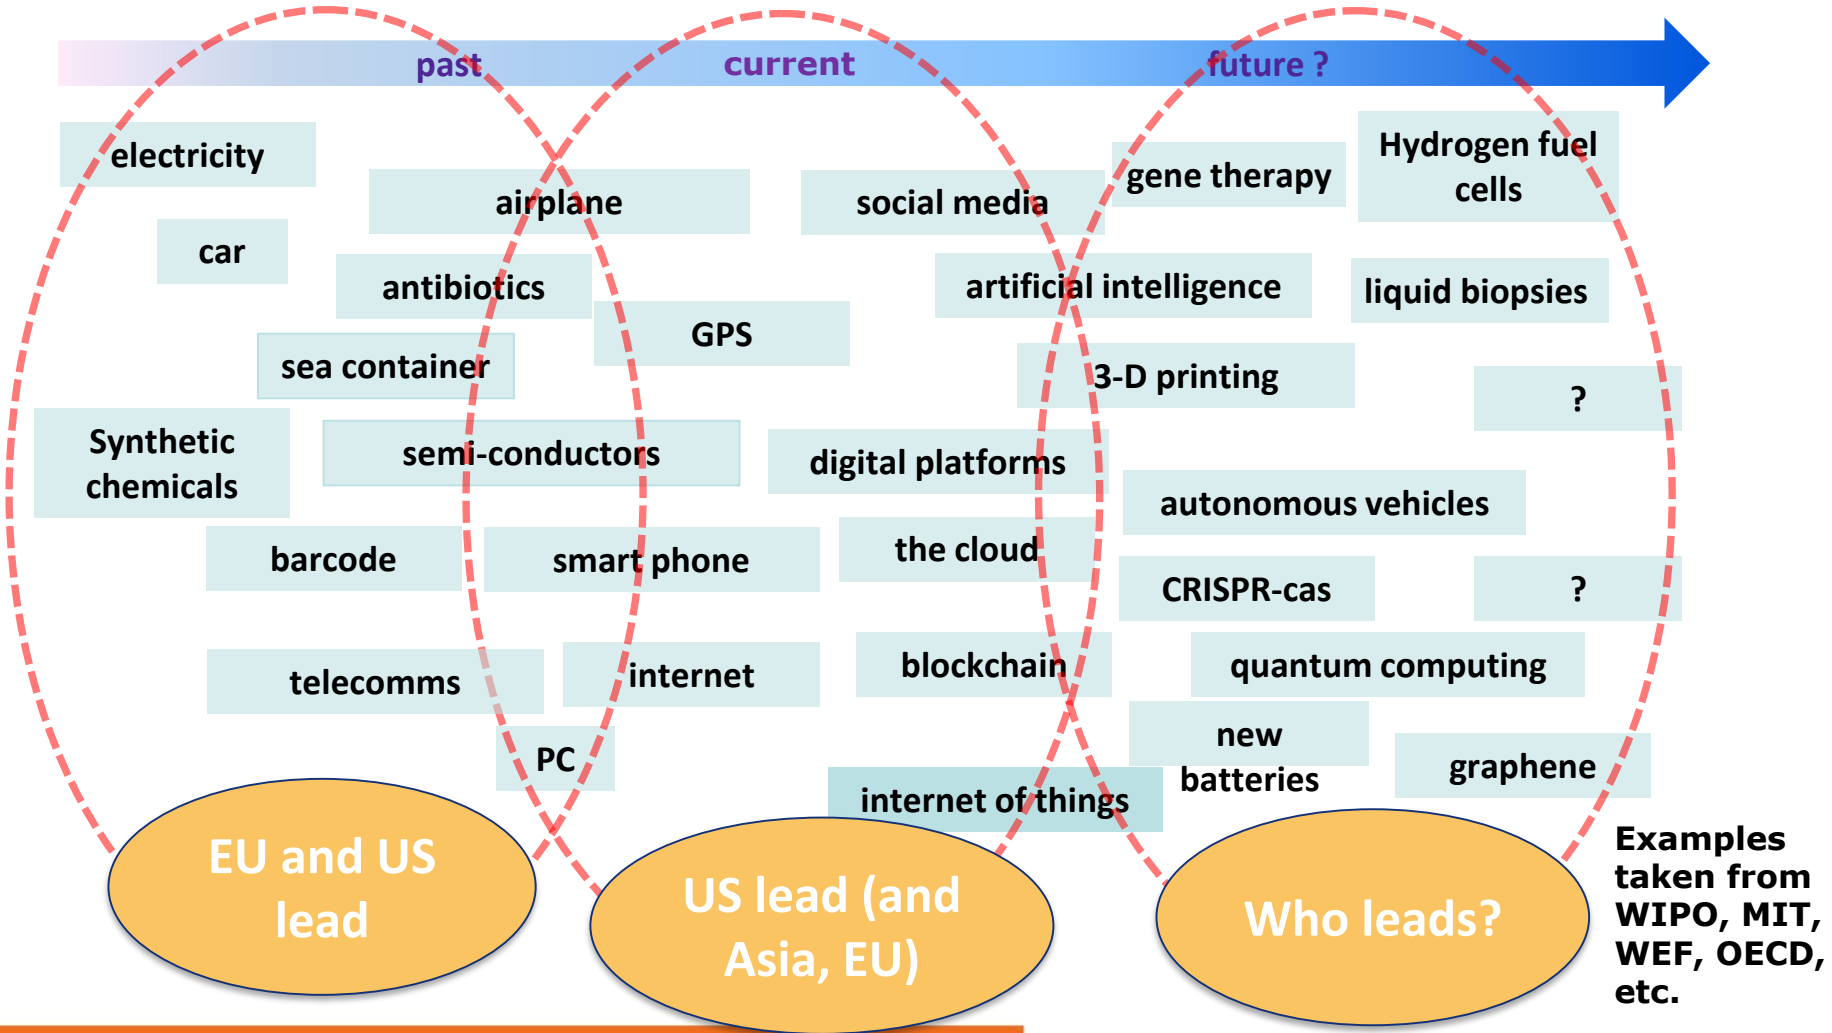 past
current
future ?
electricity
airplane
social media
gene therapy
Hydrogen fuel
cells
car
antibiotics
GPS
artificial intelligence
liquid biopsies
sea container
3-D printing
?
Synthetic
chemicals
semi-conductors
digital platforms
autonomous vehicles
barcode
smart phone
the cloud
CRISPR-cas
?
telecomms
internet
blockchain
quantum computing
PC
internet of things
new
batteries
graphene
EU and US
lead
US lead (and
Asia, EU)
Who leads?
Examples
taken from
WIPO, MIT,
WEF, OECD,
etc.